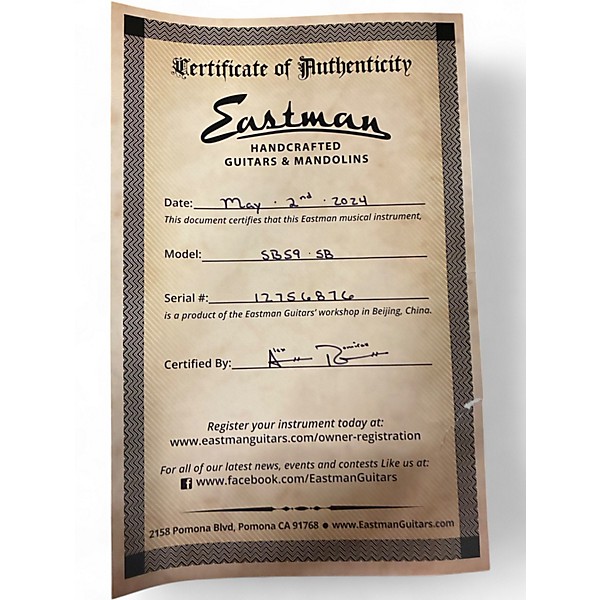 Certificate of Authenticity
Eastman
HANDCRAFTED
GUITARS & MANDOLINS
Date: May · 2nd · 2024
This document certifies that this Eastman musical instrument,
Model: SB59 · SB
Serial #: 12756876
is a product of the Eastman Guitars' workshop in Beijing, China.
Certified By:
Register your instrument today at:
www.eastmanguitars.com/owner-registration
For all of our latest news, events and contests Like us at:
f www.facebook.com/EastmanGuitars
2158 Pomona Blvd, Pomona CA 91768 ● www.EastmanGuitars.com